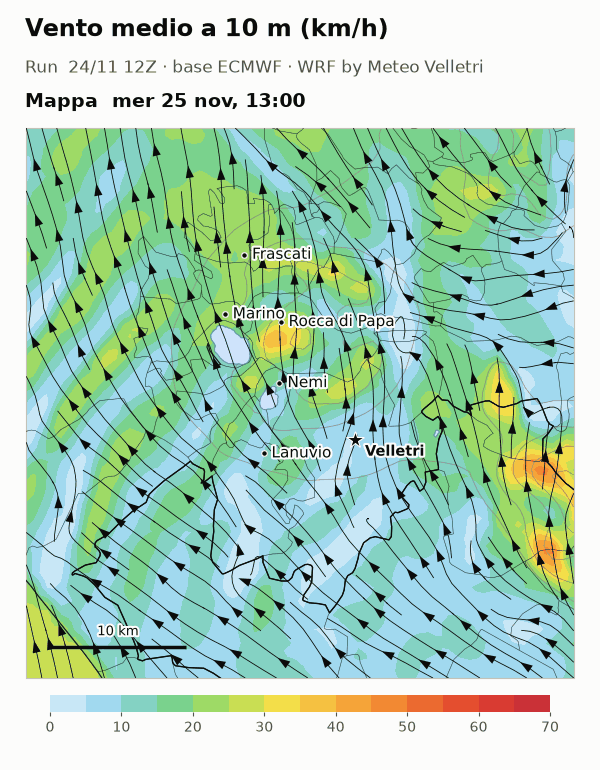 Vento medio a 10 m (km/h)
Run  24/11 12Z · base ECMWF · WRF by Meteo Velletri
Mappa  mer 25 nov, 13:00
Frascati
Marino
Rocca di Papa
Nemi
Velletri
Lanuvio
10 km
0 10 20 30 40 50 60 70